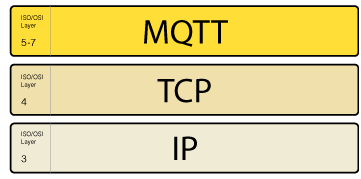 ISO/OSI
Layer
5-7
MQTT
ISO/OSI
Layer
4
TCP
ISO/OSI
Layer
3
IP